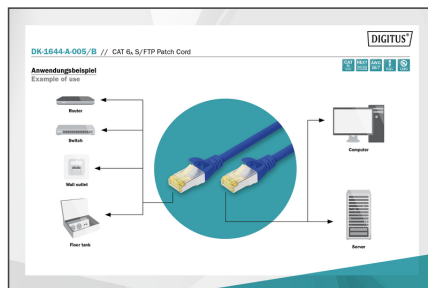 DIGITUS®
DK-1644-A-005/B // CAT 6A S/FTP Patch Cord
Anwendungsbeispiel
Example of use
Router
Switch
Wall outlet
Floor tank
Computer
Server